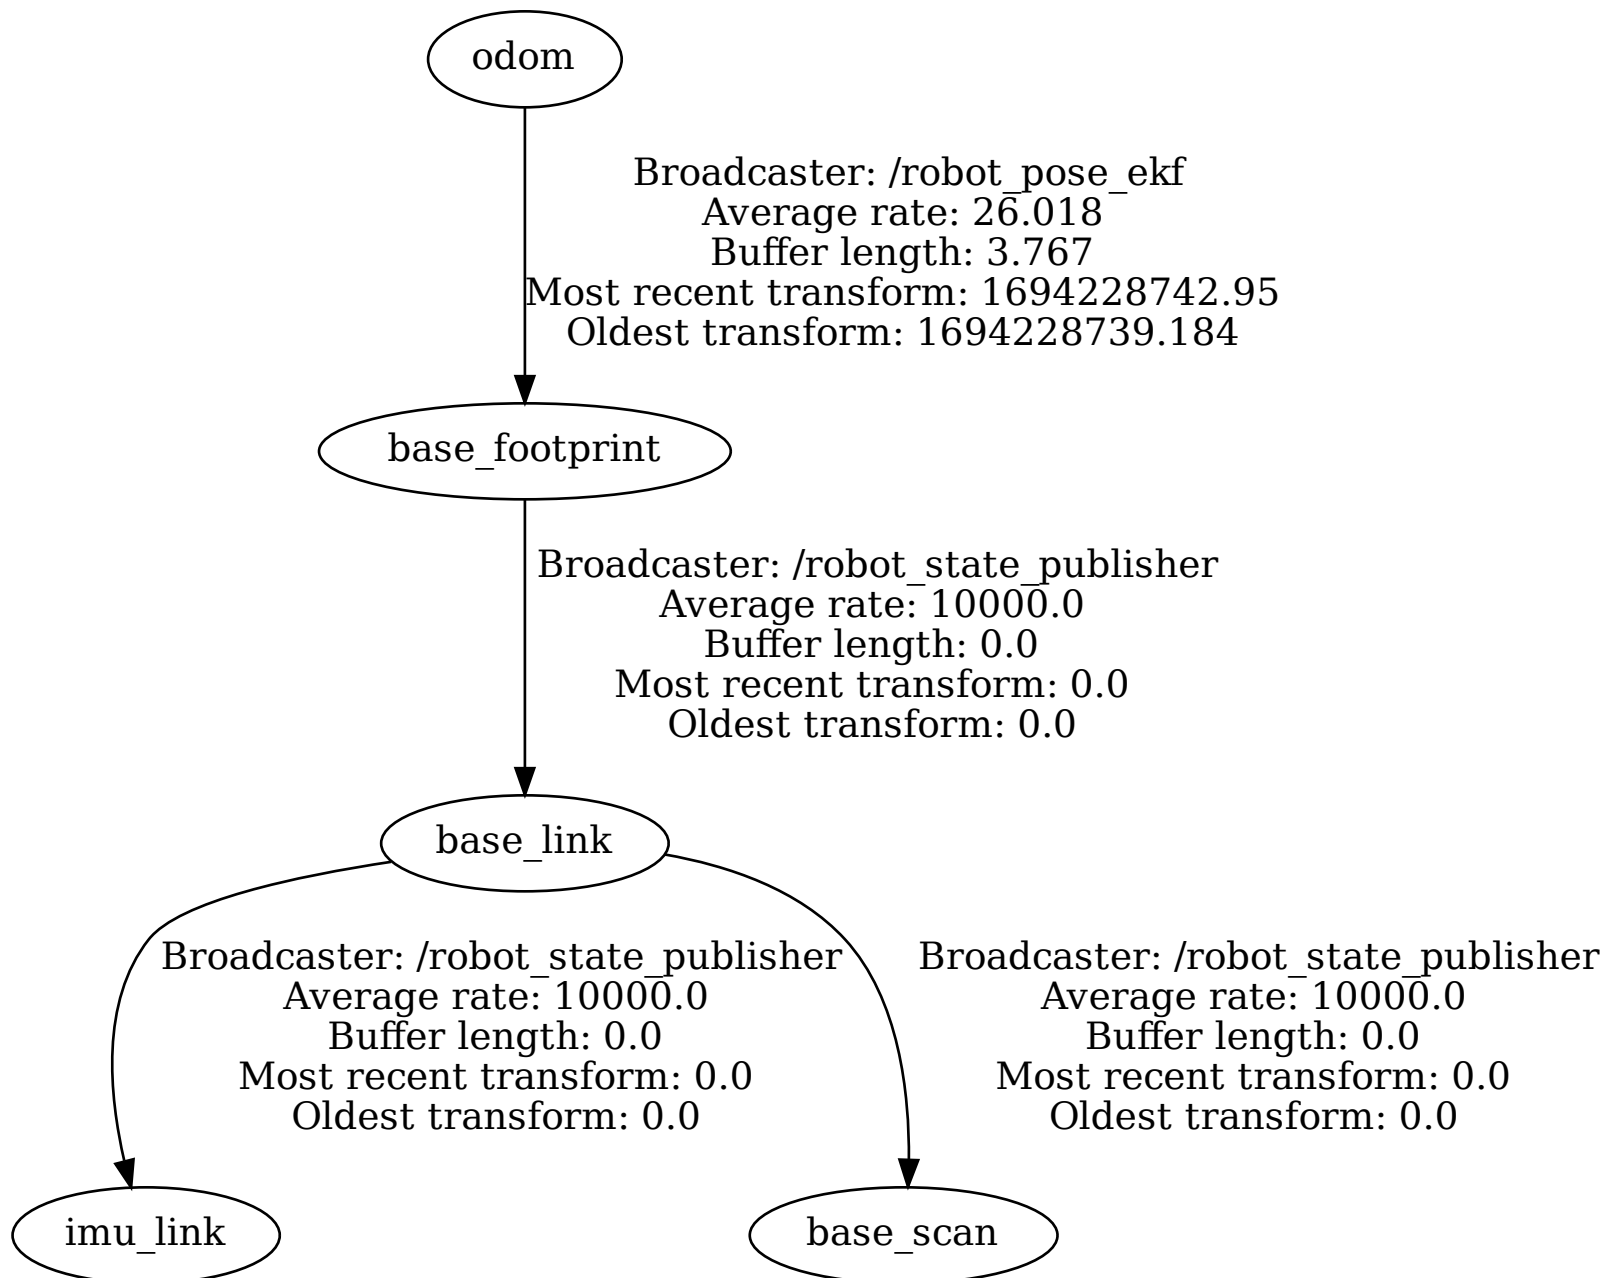 odom
Broadcaster: /robot_pose_ekf
Average rate: 26.018
Buffer length: 3.767
Most recent transform: 1694228742.95
Oldest transform: 1694228739.184
base_footprint
Broadcaster: /robot_state_publisher
Average rate: 10000.0
Buffer length: 0.0
Most recent transform: 0.0
Oldest transform: 0.0
base_link
Broadcaster: /robot_state_publisher
Average rate: 10000.0
Buffer length: 0.0
Most recent transform: 0.0
Oldest transform: 0.0
Broadcaster: /robot_state_publisher
Average rate: 10000.0
Buffer length: 0.0
Most recent transform: 0.0
Oldest transform: 0.0
imu_link
base_scan